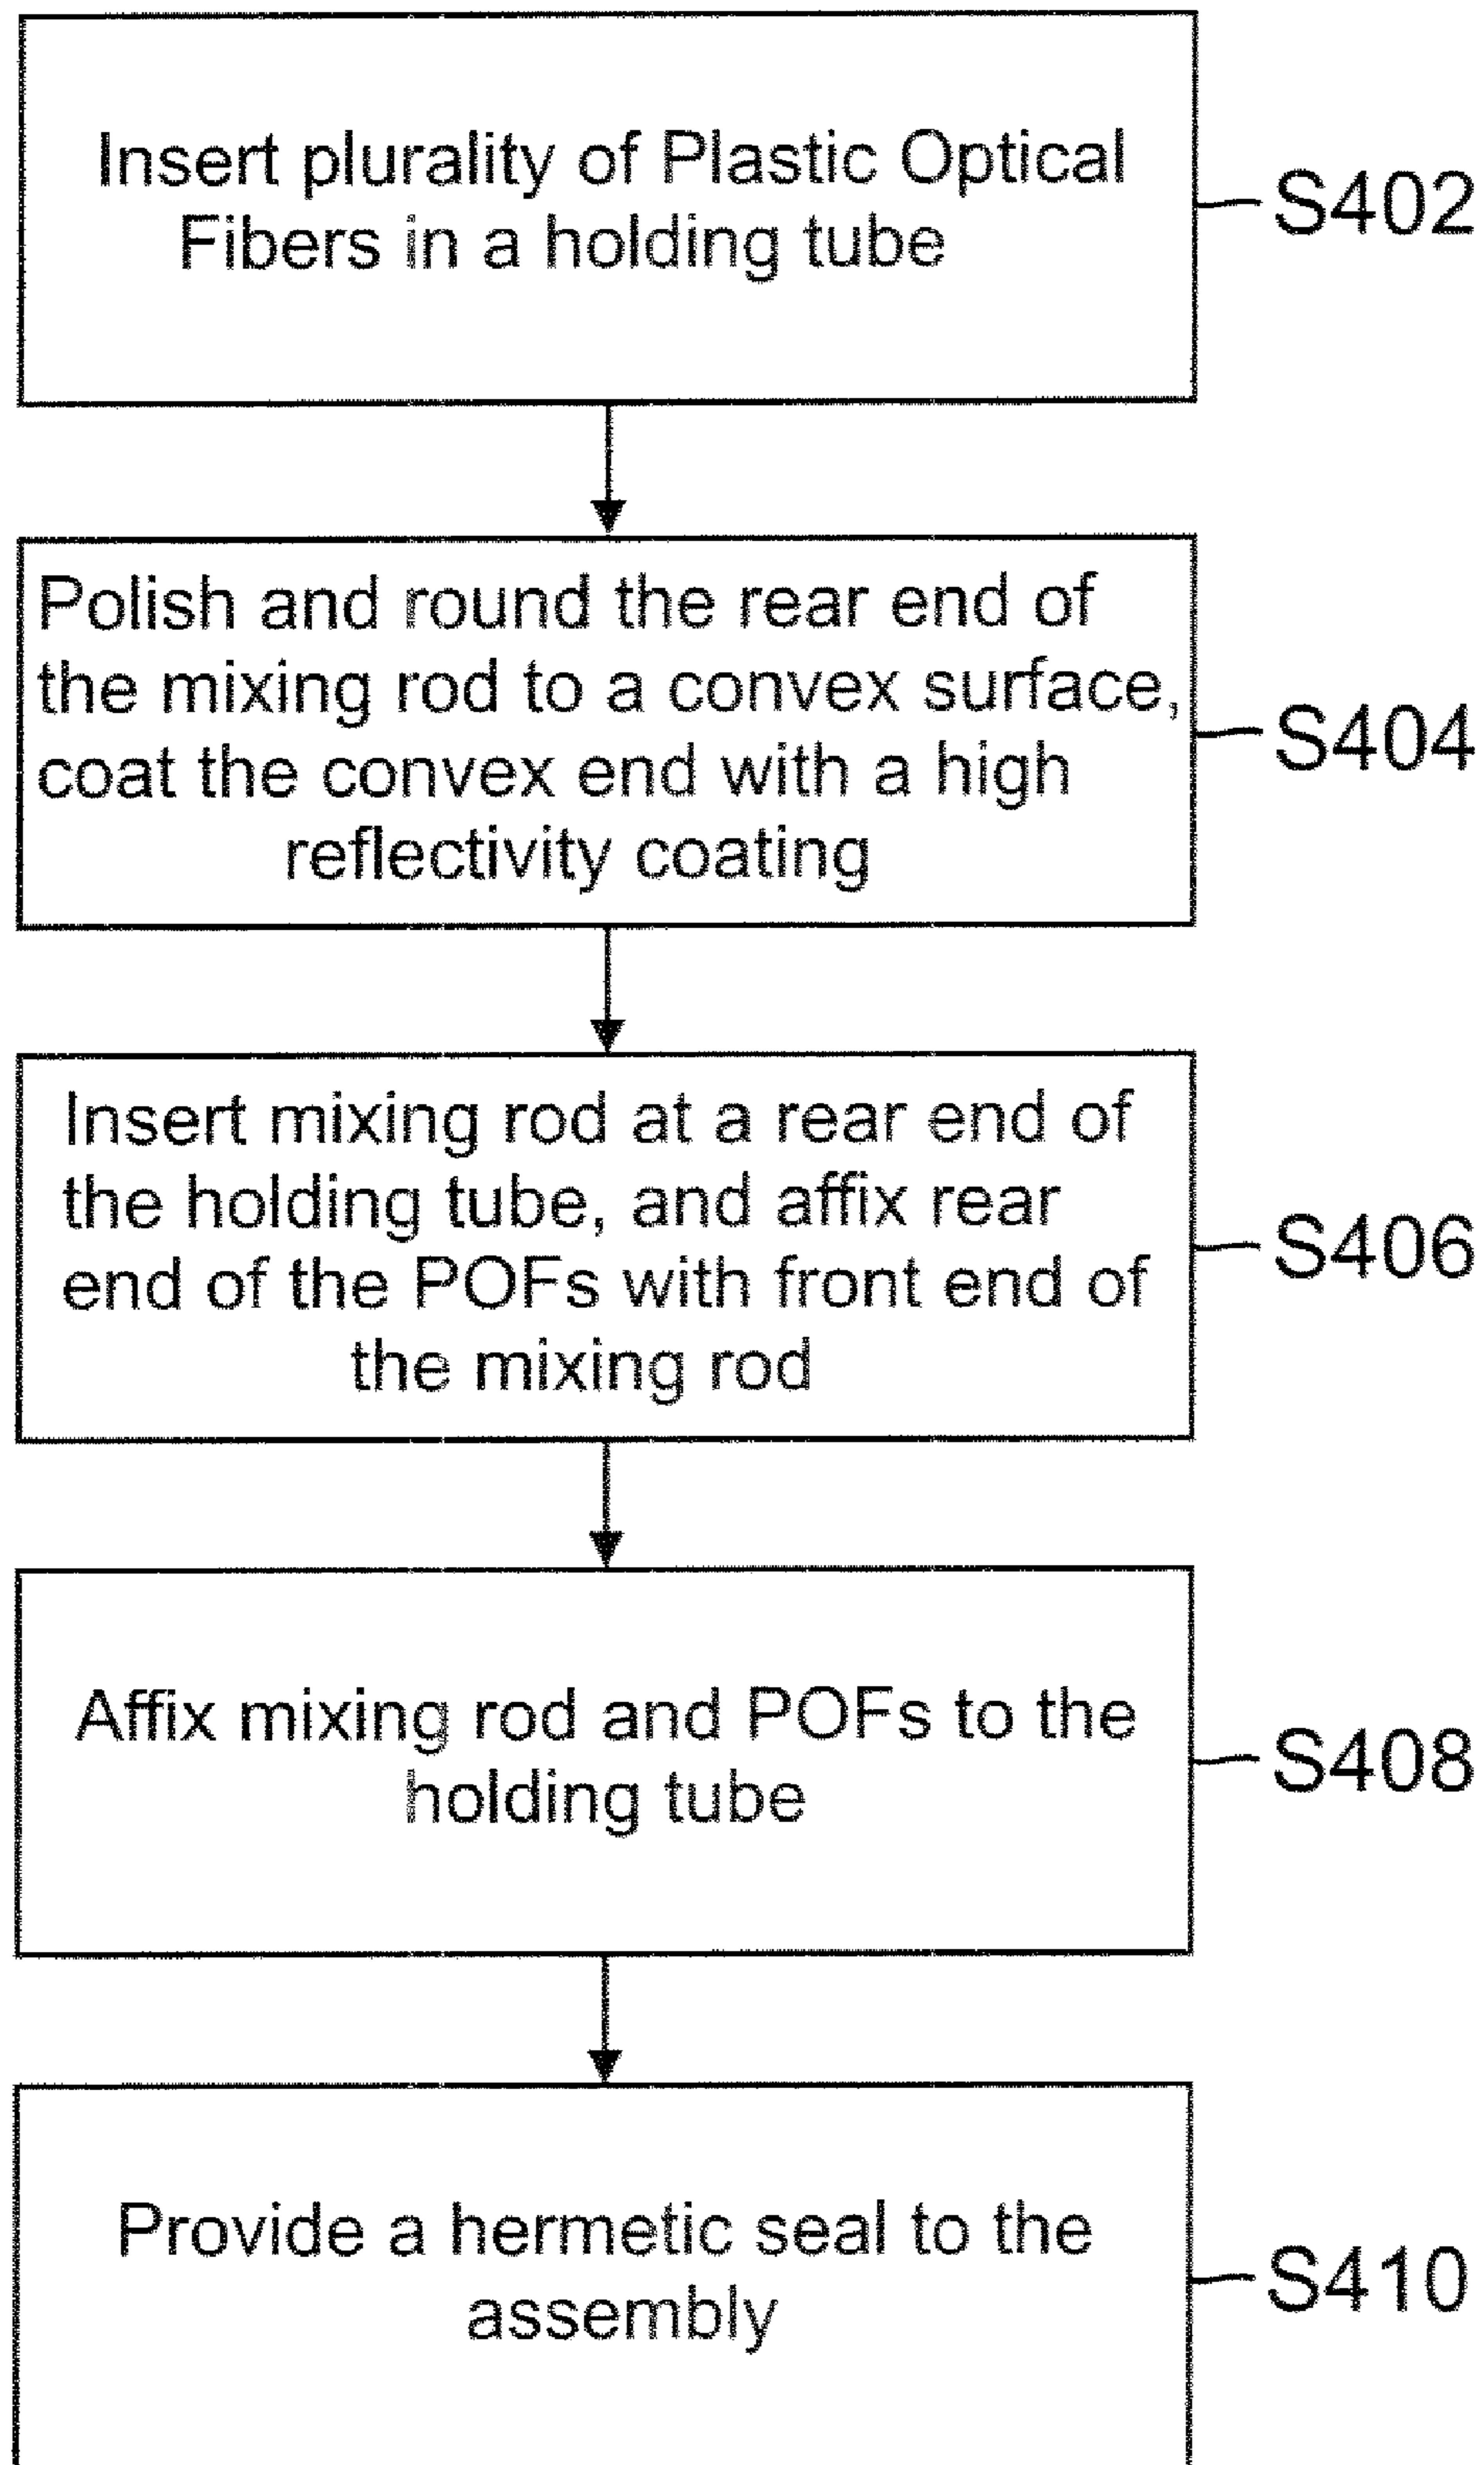 Insert plurality of Plastic Optical
Fibers in a holding tube
S402
Polish and round the rear end of
the mixing rod to a convex surface,
coat the convex end with a high
reflectivity coating
S404
Insert mixing rod at a rear end of
the holding tube, and affix rear
end of the POFs with front end of
the mixing rod
S406
Affix mixing rod and POFs to the
holding tube
S408
Provide a hermetic seal to the
assembly
S410